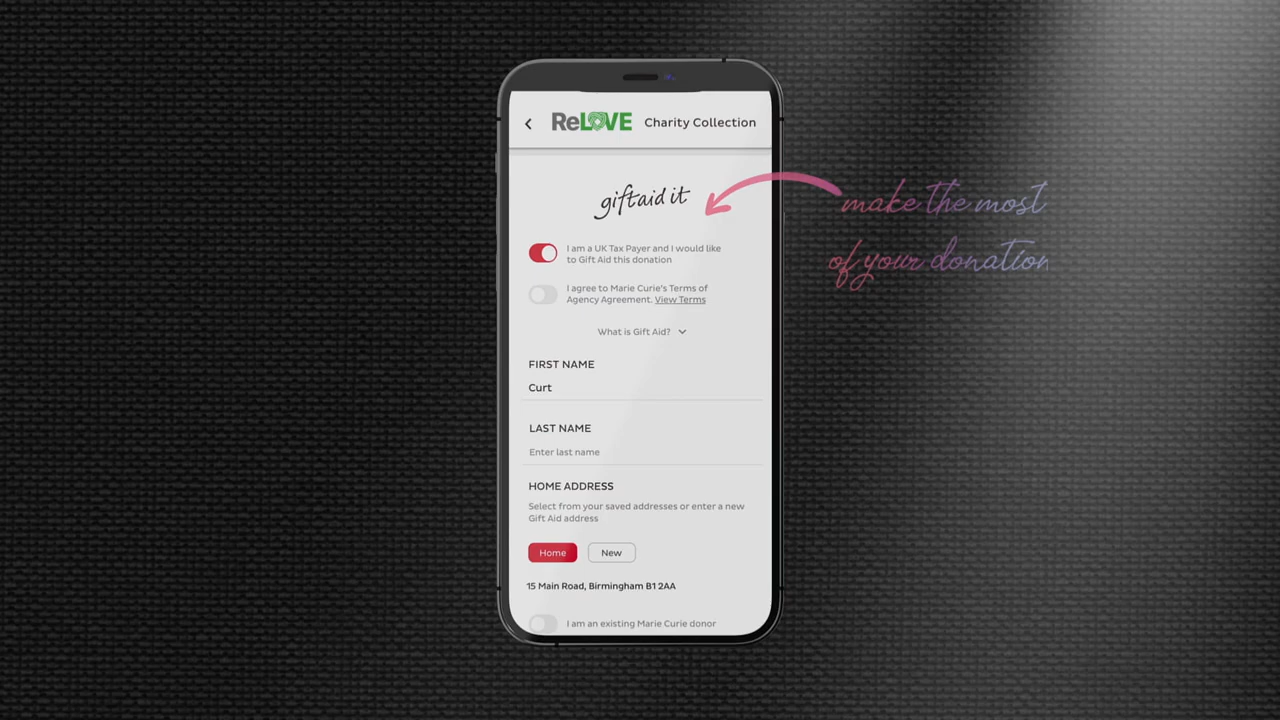 ReLOVE Charity Collection
giftaid it
make the most
of your donation
I am a UK Tax Payer and I would like
to Gift Aid this donation
I agree to Marie Curie's Terms of
Agency Agreement. View Terms
What is Gift Aid?
FIRST NAME
Curt
LAST NAME
Enter last name
HOME ADDRESS
Select from your saved addresses or enter a new
Gift Aid address
Home New
15 Main Road, Birmingham B1 2AA
I am an existing Marie Curie donor